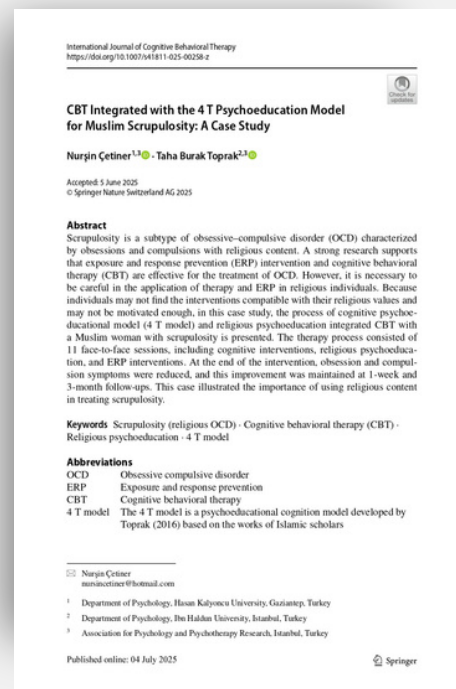 International Journal of Cognitive Behavioral Therapy
https://doi.org/10.1007/s41811-025-00258-z
Check for
updates
CBT Integrated with the 4 T Psychoeducation Model
for Muslim Scrupulosity: A Case Study
Nurşin Çetiner1,3 · Taha Burak Toprak2,3
Accepted: 5 June 2025
© Springer Nature Switzerland AG 2025
Abstract
Scrupulosity is a subtype of obsessive–compulsive disorder (OCD) characterized
by obsessions and compulsions with religious content. A strong research supports
that exposure and response prevention (ERP) intervention and cognitive behavioral
therapy (CBT) are effective for the treatment of OCD. However, it is necessary to
be careful in the application of therapy and ERP in religious individuals. Because
individuals may not find the interventions compatible with their religious values and
may not be motivated enough, in this case study, the process of cognitive psychoe-
ducational model (4 T model) and religious psychoeducation integrated CBT with
a Muslim woman with scrupulosity is presented. The therapy process consisted of
11 face-to-face sessions, including cognitive interventions, religious psychoeduca-
tion, and ERP interventions. At the end of the intervention, obsession and compul-
sion symptoms were reduced, and this improvement was maintained at 1-week and
3-month follow-ups. This case illustrated the importance of using religious content
in treating scrupulosity.
Keywords Scrupulosity (religious OCD) · Cognitive behavioral therapy (CBT) ·
Religious psychoeducation · 4 T model
Abbreviations
OCD Obsessive compulsive disorder
ERP Exposure and response prevention
CBT Cognitive behavioral therapy
4 T model The 4 T model is a psychoeducational cognition model developed by
Toprak (2016) based on the works of Islamic scholars
Nurşin Çetiner
nursincetiner@hotmail.com
1 Department of Psychology, Hasan Kalyoncu University, Gaziantep, Turkey
2 Department of Psychology, Ibn Haldun University, Istanbul, Turkey
3 Association for Psychology and Psychotherapy Research, Istanbul, Turkey
Published online: 04 July 2025
Springer